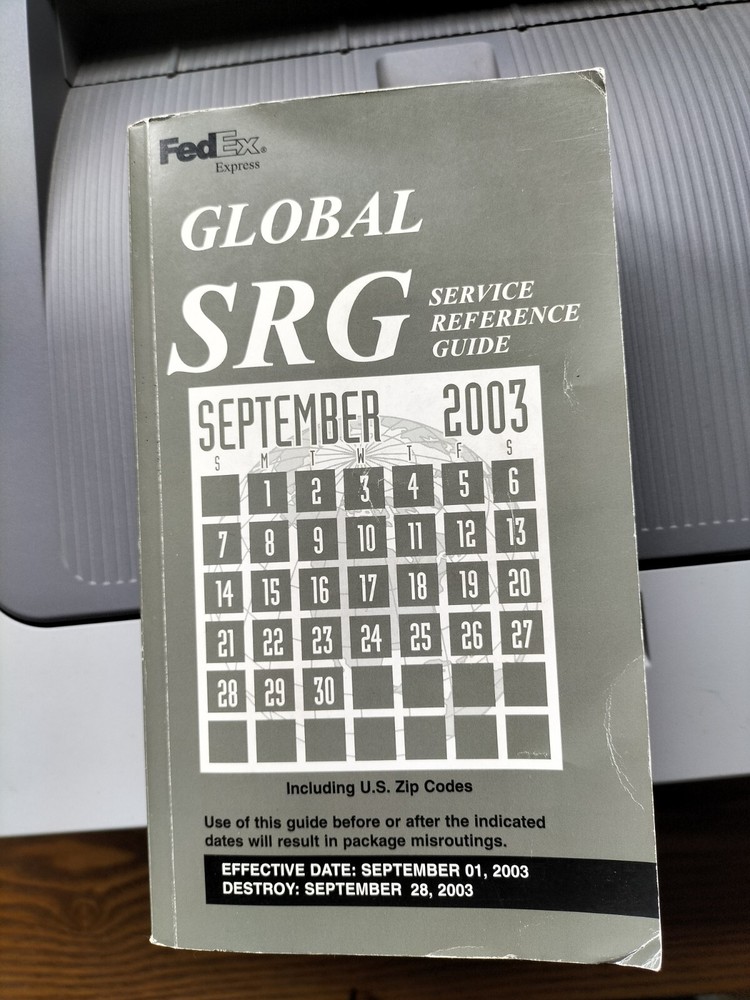 FedEx®
Express
GLOBAL
SRG
SERVICE
REFERENCE
GUIDE
SEPTEMBER 2003
S M T W T F S
1 2 3 4 5 6
7 8 9 10 11 12 13
14 15 16 17 18 19 20
21 22 23 24 25 26 27
28 29 30
Including U.S. Zip Codes
Use of this guide before or after the indicated
dates will result in package misroutings.
EFFECTIVE DATE: SEPTEMBER 01, 2003
DESTROY: SEPTEMBER 28, 2003